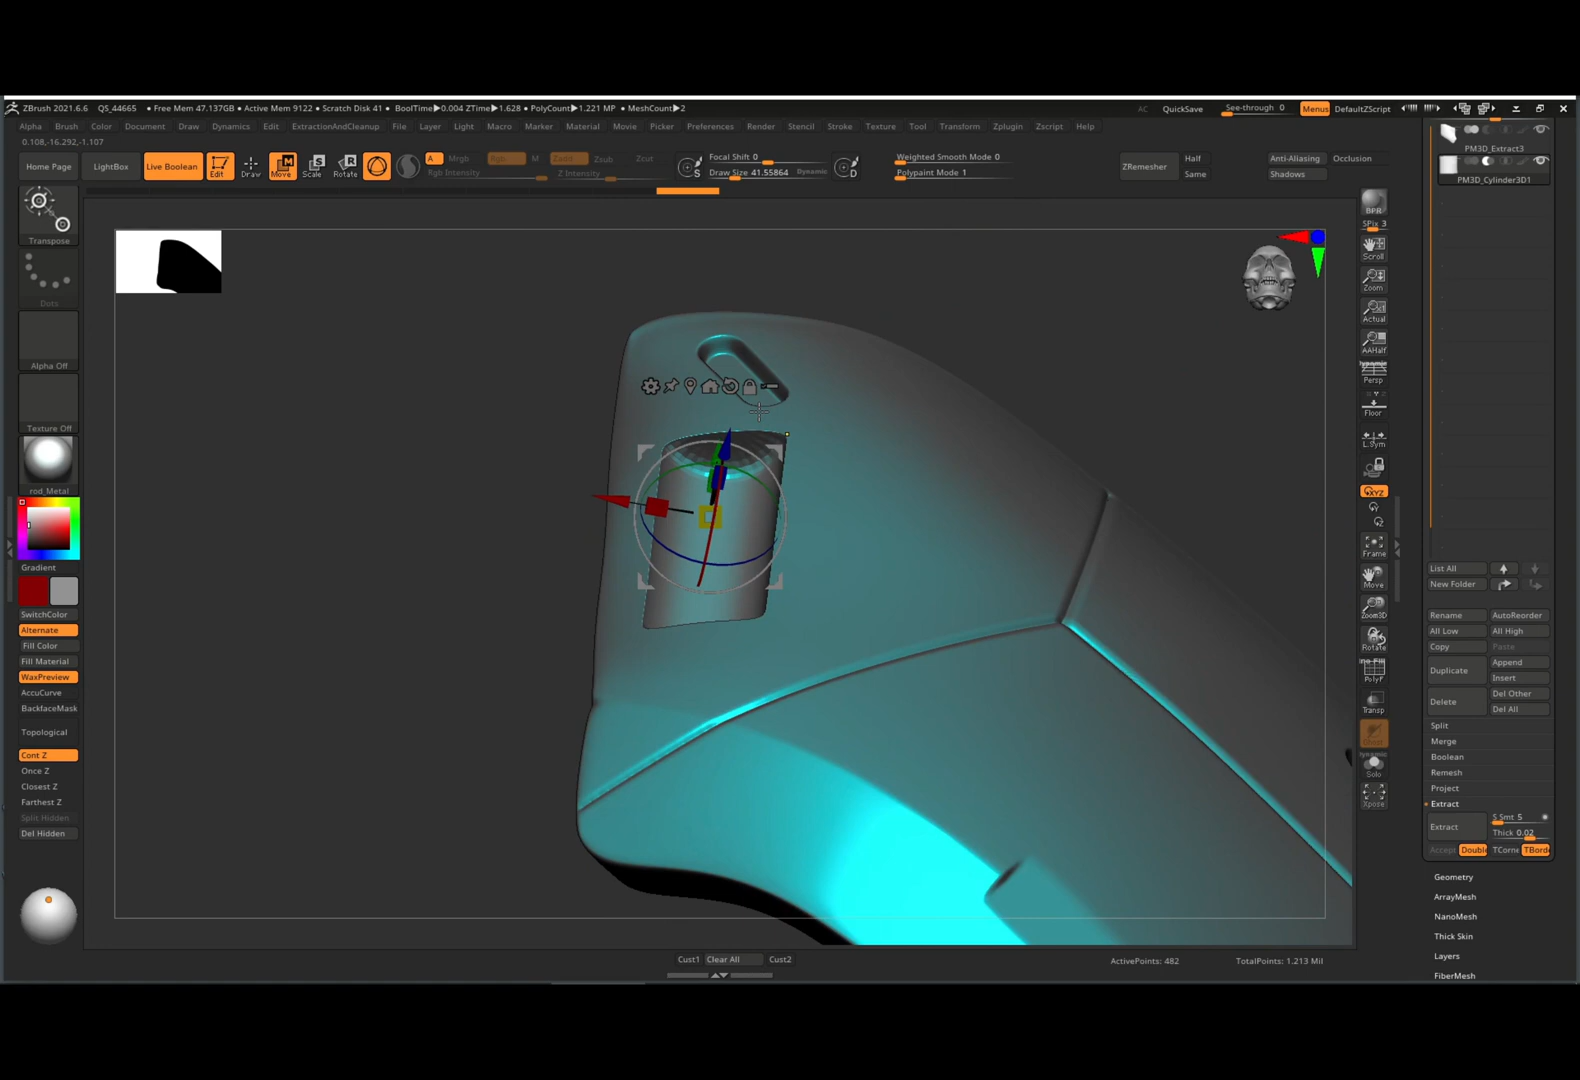 ZBrush 2021.6.6 QS_44665 • Free Mem 47.137GB • Active Mem 9122 • Scratch Disk 41 • BoolTime▶0.004 ZTime▶1.628 • PolyCount▶1.221 MP • MeshCount▶2
AC QuickSave See-through 0 Menus DefaultZScript
Alpha Brush Color Document Draw Dynamics Edit ExtractionAndCleanup File Layer Light Macro Marker Material Movie Picker Preferences Render Stencil Stroke Texture Tool Transform Zplugin Zscript Help
0.108,-16.292,-1.107
Home Page LightBox Live Boolean Edit Draw Move Scale Rotate
A Mrgb Rgb M Zadd Zsub Zcut
Rgb Intensity Z Intensity
S Focal Shift 0
Draw Size 41.55864 Dynamic D
Weighted Smooth Mode 0
Polypaint Mode 1
ZRemesher Half
Same
Anti-Aliasing Occlusion
Shadows
PM3D_Extract3
PM3D_Cylinder3D1
Transpose
Dots
Alpha Off
Texture Off
rod_Metal
Gradient
SwitchColor
Alternate
Fill Color
Fill Material
WaxPreview
AccuCurve
BackfaceMask
Topological
Cont Z
Once Z
Closest Z
Farthest Z
Split Hidden
Del Hidden
BPR
SPix 3
Scroll
Zoom
Actual
AAHalf
Persp
Floor
L.Sym
XYZ
Frame
Move
Zoom3D
Rotate
PolyF
Transp
Ghost
Dynamic
Solo
Xpose
List All
New Folder
Rename AutoReorder
All Low All High
Copy Paste
Duplicate Append
Insert
Delete Del Other
Del All
Split
Merge
Boolean
Remesh
Project
Extract
Extract S Smt 5
Thick 0.02
Accept Double TCorne TBorde
Geometry
ArrayMesh
NanoMesh
Thick Skin
Layers
FiberMesh
Cust1 Clear All Cust2
ActivePoints: 482 TotalPoints: 1.213 Mil